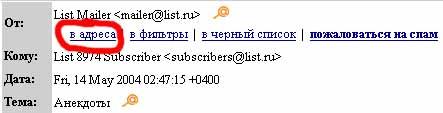 От: List Mailer <mailer@list.ru>
в адреса | в фильтры | в черный список | пожаловаться на спам
Кому: List 8974 Subscriber <subscribers@list.ru>
Дата: Fri, 14 May 2004 02:47:15 +0400
Тема: Анекдоты